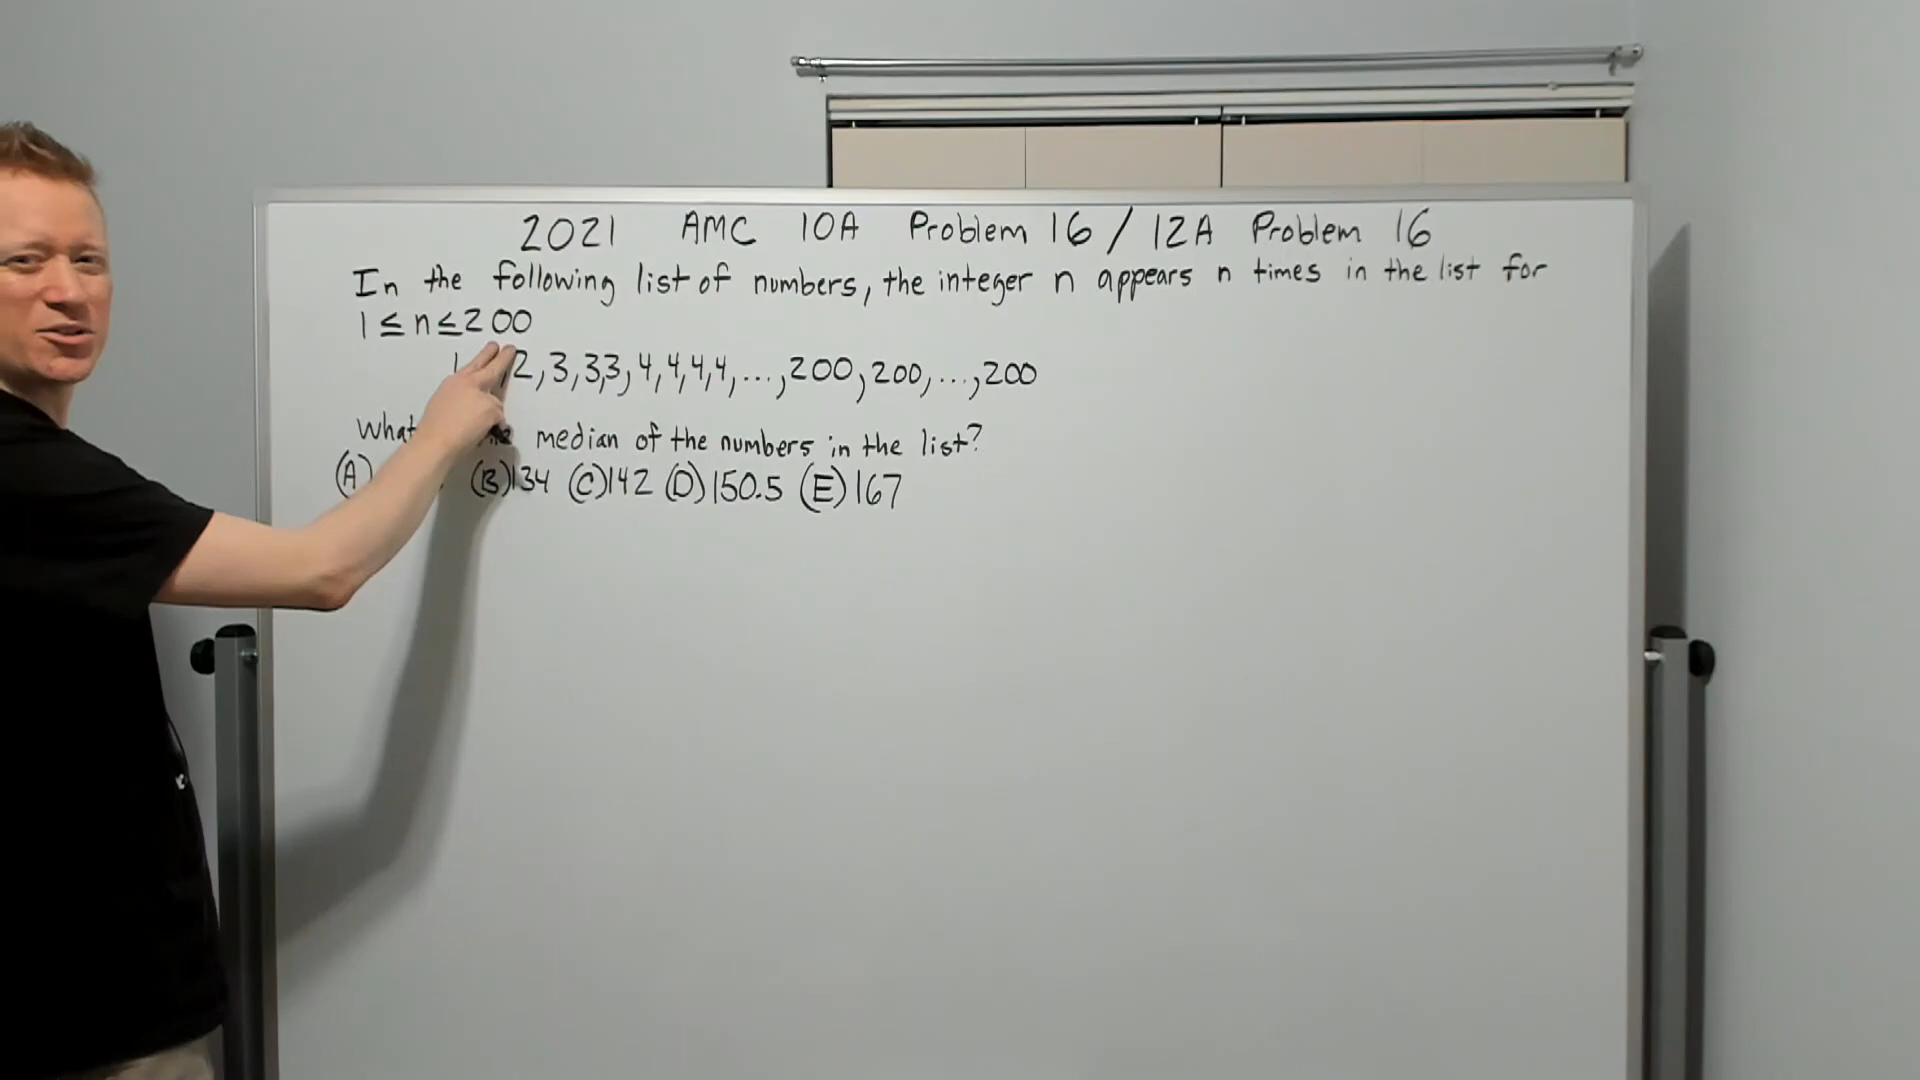 2021 AMC 10A Problem 16 / 12A Problem 16
In the following list of numbers, the integer n appears n times in the list for
1 ≤ n ≤ 200
1, 2, 3, 3,3, 4, 4, 4, 4, ..., 200, 200, ..., 200
What median of the numbers in the list?
(A) (B) 134 (C) 142 (D) 150.5 (E) 167